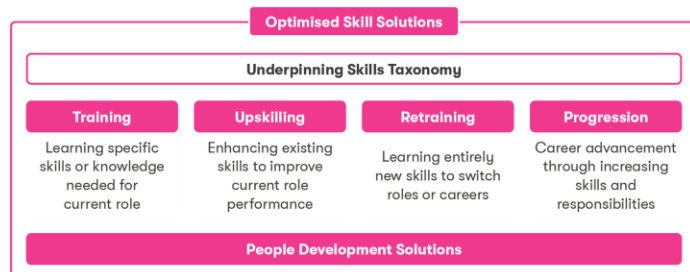 Optimised Skill Solutions
Underpinning Skills Taxonomy
Training
Learning specific
skills or knowledge
needed for
current role
Upskilling
Enhancing existing
skills to improve
current role
performance
Retraining
Learning entirely
new skills to switch
roles or careers
Progression
Career advancement
through increasing
skills and
responsibilities
People Development Solutions